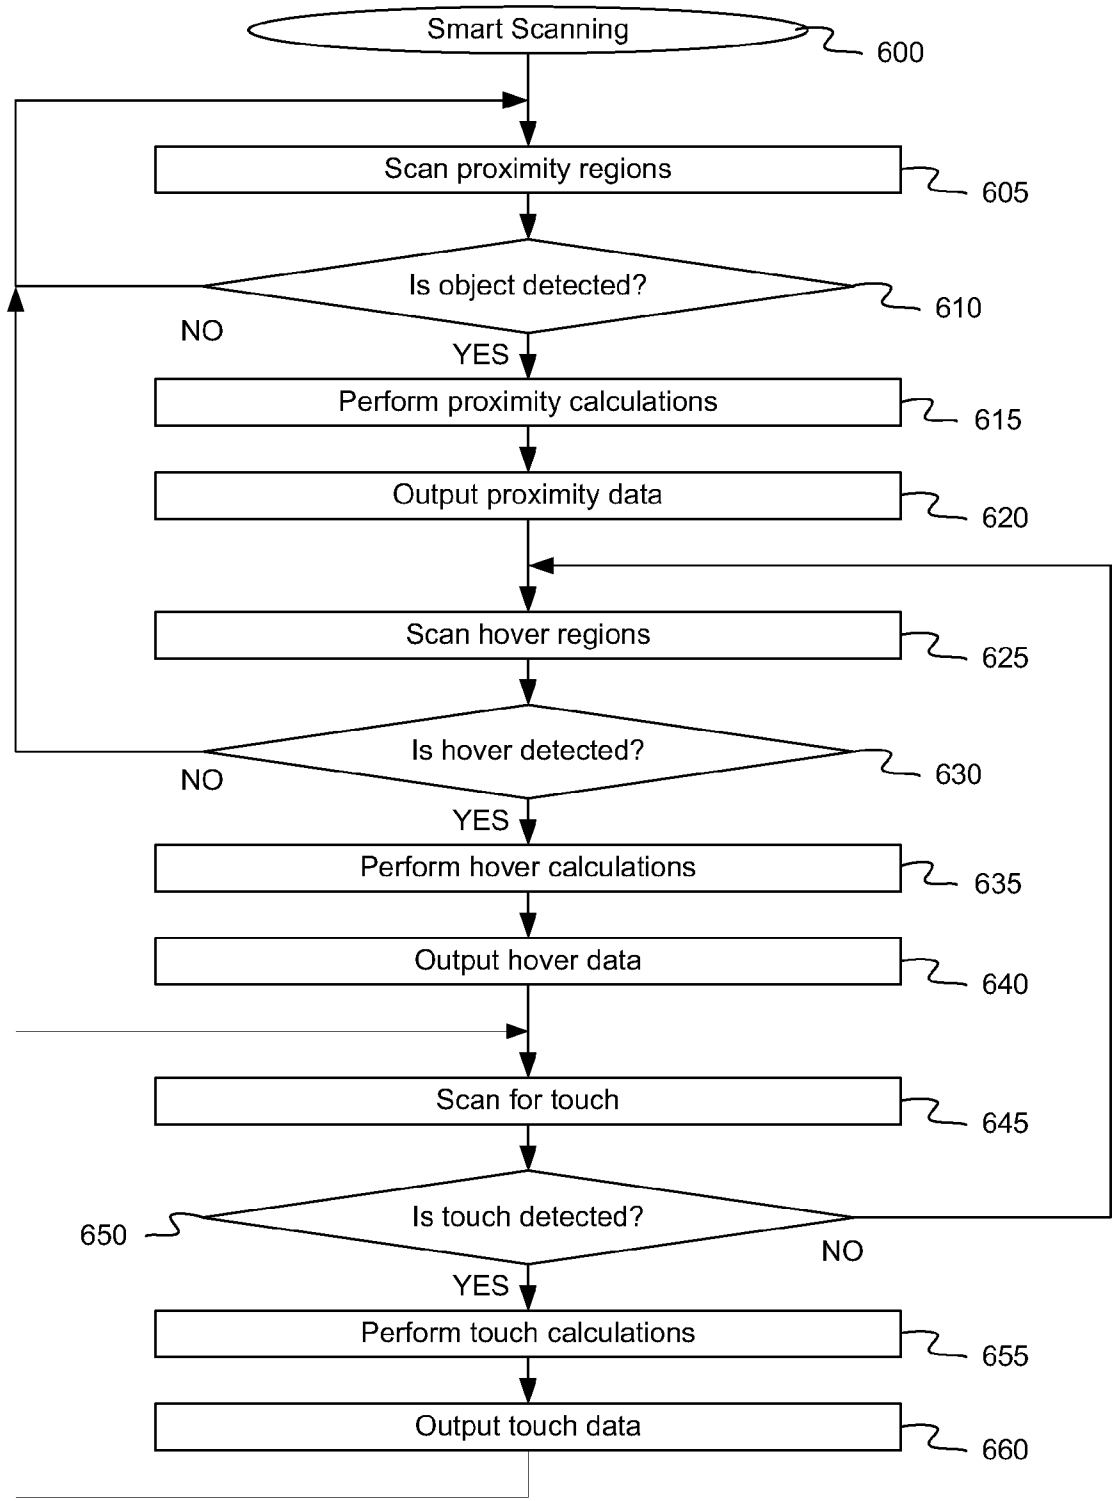 Smart Scanning
600
Scan proximity regions
605
Is object detected?
610
NO
YES
Perform proximity calculations
615
Output proximity data
620
Scan hover regions
625
Is hover detected?
630
NO
YES
Perform hover calculations
635
Output hover data
640
Scan for touch
645
Is touch detected?
650
NO
YES
Perform touch calculations
655
Output touch data
660